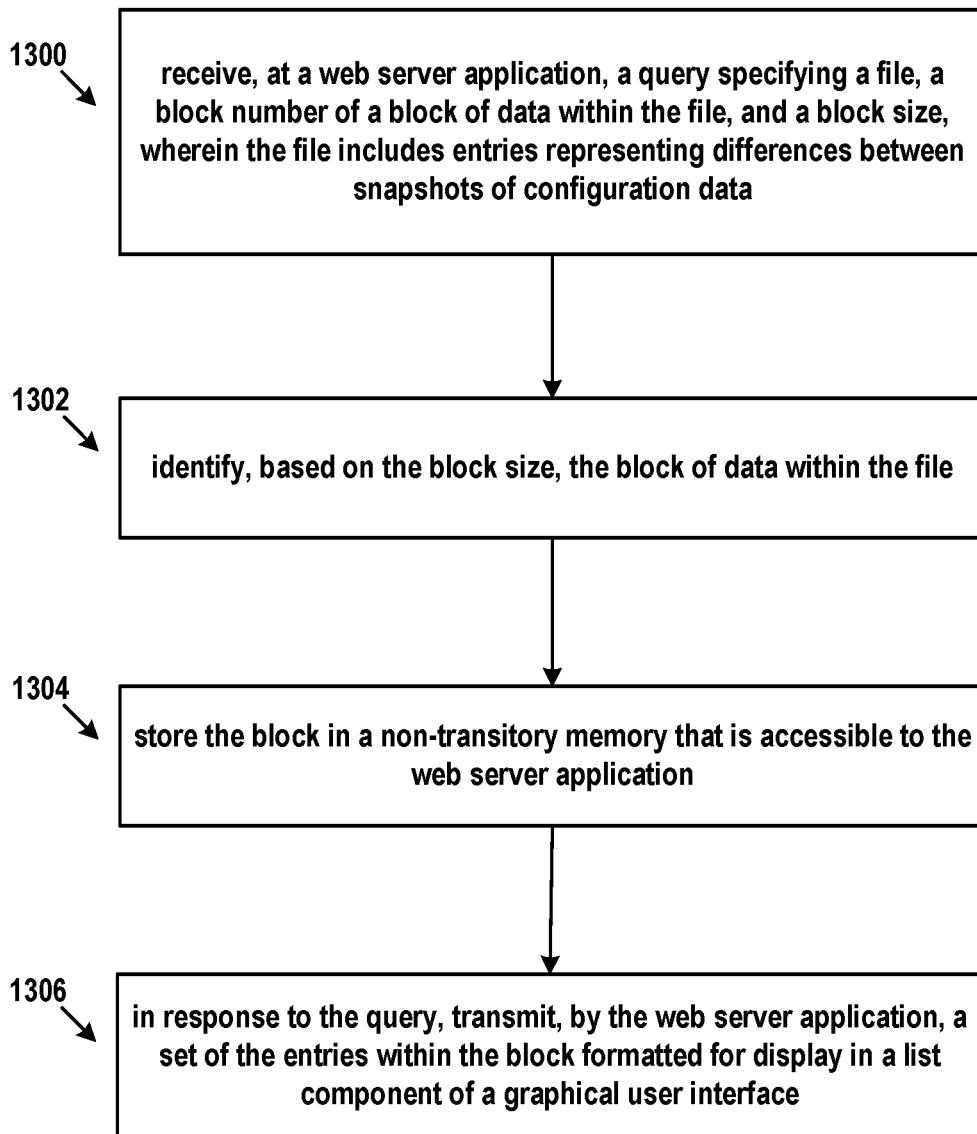 1300
receive, at a web server application, a query specifying a file, a
block number of a block of data within the file, and a block size,
wherein the file includes entries representing differences between
snapshots of configuration data
1302
identify, based on the block size, the block of data within the file
1304
store the block in a non-transitory memory that is accessible to the
web server application
1306
in response to the query, transmit, by the web server application, a
set of the entries within the block formatted for display in a list
component of a graphical user interface